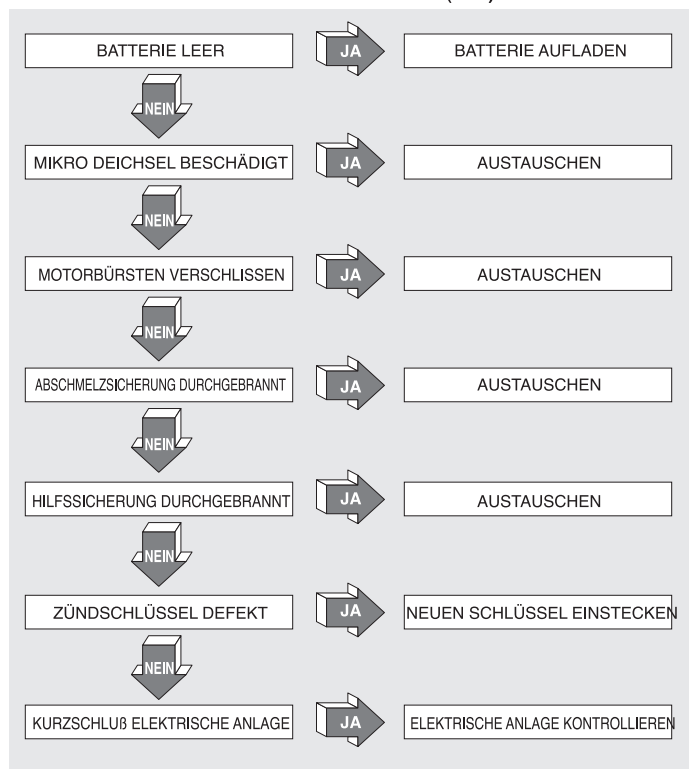 BATTERIE LEER JA BATTERIE AUFLADEN
NEIN
MIKRO DEICHSEL BESCHÄDIGT JA AUSTAUSCHEN
NEIN
MOTORBÜRSTEN VERSCHLISSEN JA AUSTAUSCHEN
NEIN
ABSCHMELZSICHERUNG DURCHGEBRANNT JA AUSTAUSCHEN
NEIN
HILFSSICHERUNG DURCHGEBRANNT JA AUSTAUSCHEN
NEIN
ZÜNDSCHLÜSSEL DEFEKT JA NEUEN SCHLÜSSEL EINSTECKEN
NEIN
KURZSCHLUß ELEKTRISCHE ANLAGE JA ELEKTRISCHE ANLAGE KONTROLLIEREN